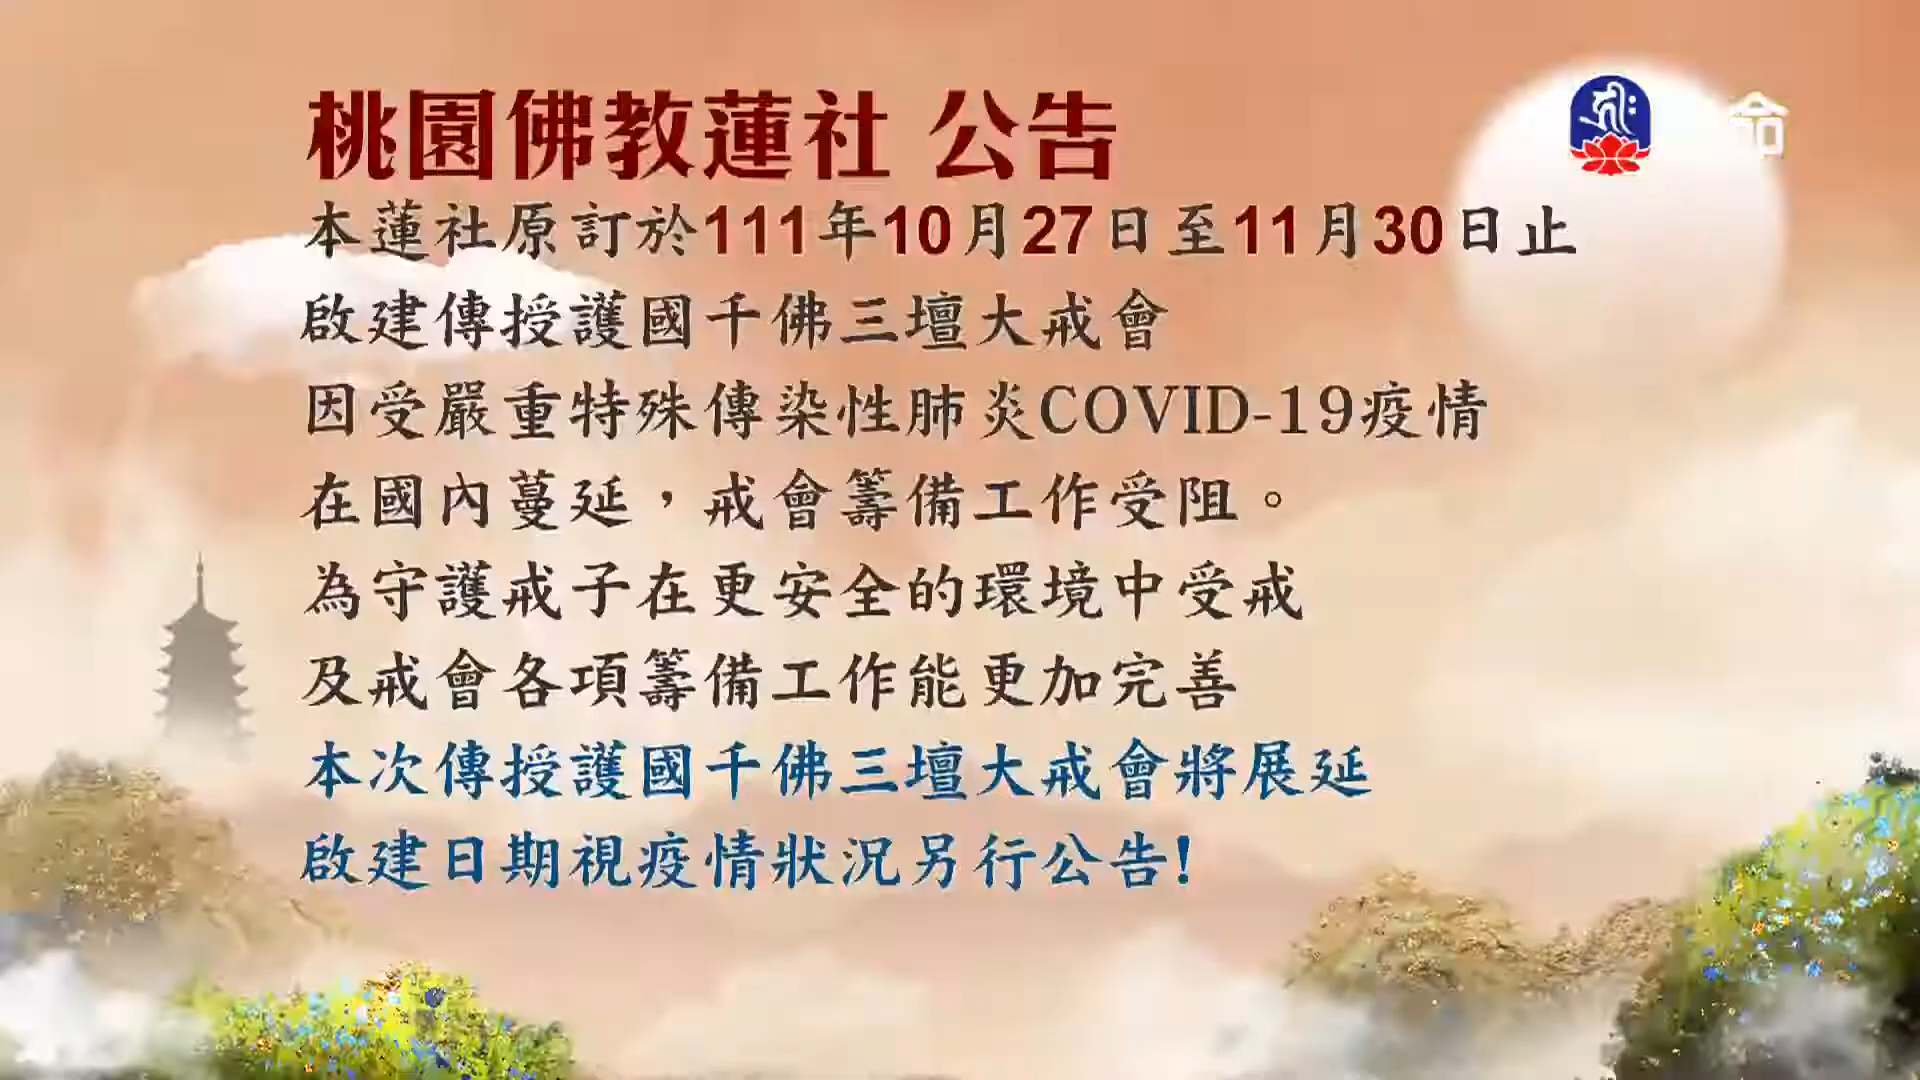 桃園佛教蓮社 公告
命
本蓮社原訂於111年10月27日至11月30日止
啟建傳授護國千佛三壇大戒會
因受嚴重特殊傳染性肺炎COVID-19疫情
在國內蔓延，戒會籌備工作受阻。
為守護戒子在更安全的環境中受戒
及戒會各項籌備工作能更加完善
本次傳授護國千佛三壇大戒會將展延
啟建日期視疫情狀況另行公告!